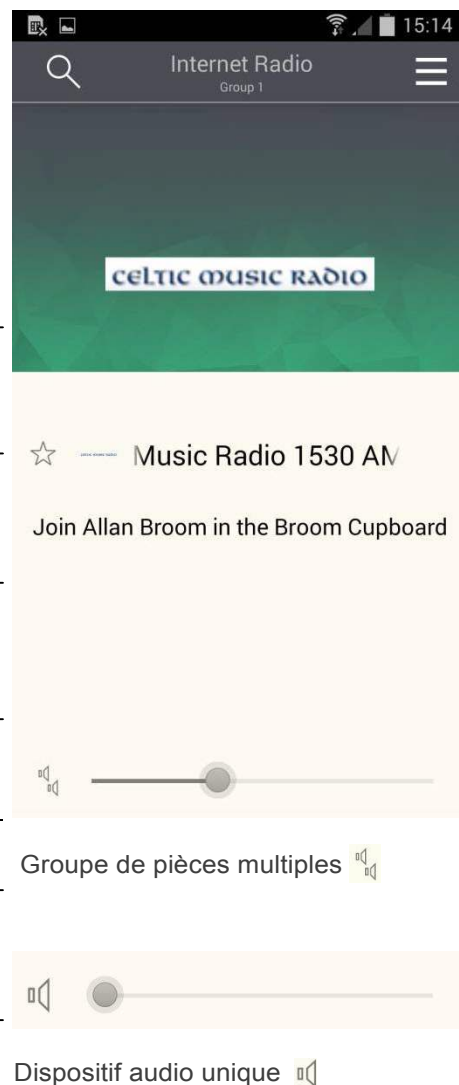 15:14
Internet Radio
Group 1
CELTIC MUSIC RADIO
Music Radio 1530 AM
Join Allan Broom in the Broom Cupboard
Groupe de pièces multiples
Dispositif audio unique